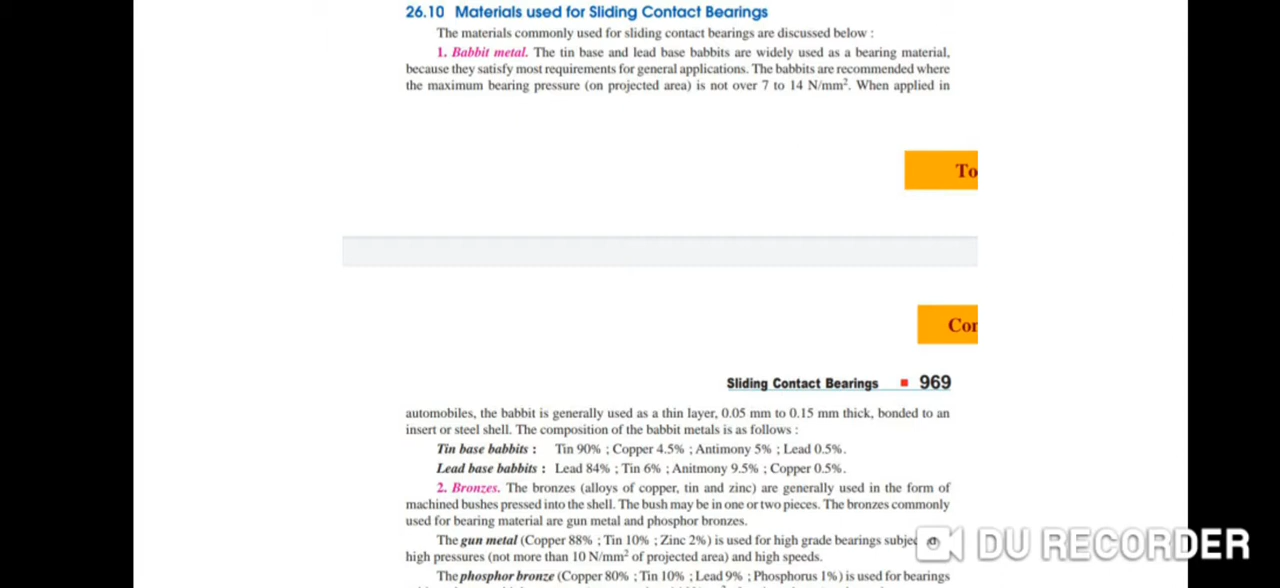 26.10 Materials used for Sliding Contact Bearings
The materials commonly used for sliding contact bearings are discussed below :
1. Babbit metal. The tin base and lead base babbits are widely used as a bearing material,
because they satisfy most requirements for general applications. The babbits are recommended where
the maximum bearing pressure (on projected area) is not over 7 to 14 N/mm². When applied in
To
Con
Sliding Contact Bearings ■ 969
automobiles, the babbit is generally used as a thin layer, 0.05 mm to 0.15 mm thick, bonded to an
insert or steel shell. The composition of the babbit metals is as follows :
Tin base babbits : Tin 90% ; Copper 4.5% ; Antimony 5% ; Lead 0.5%.
Lead base babbits : Lead 84% ; Tin 6% ; Anitmony 9.5% ; Copper 0.5%.
2. Bronzes. The bronzes (alloys of copper, tin and zinc) are generally used in the form of
machined bushes pressed into the shell. The bush may be in one or two pieces. The bronzes commonly
used for bearing material are gun metal and phosphor bronzes.
The gun metal (Copper 88% ; Tin 10% ; Zinc 2%) is used for high grade bearings subje
high pressures (not more than 10 N/mm² of projected area) and high speeds.
The phosphor bronze (Copper 80% ; Tin 10% ; Lead 9% ; Phosphorus 1%) is used for bearings
DU RECORDER